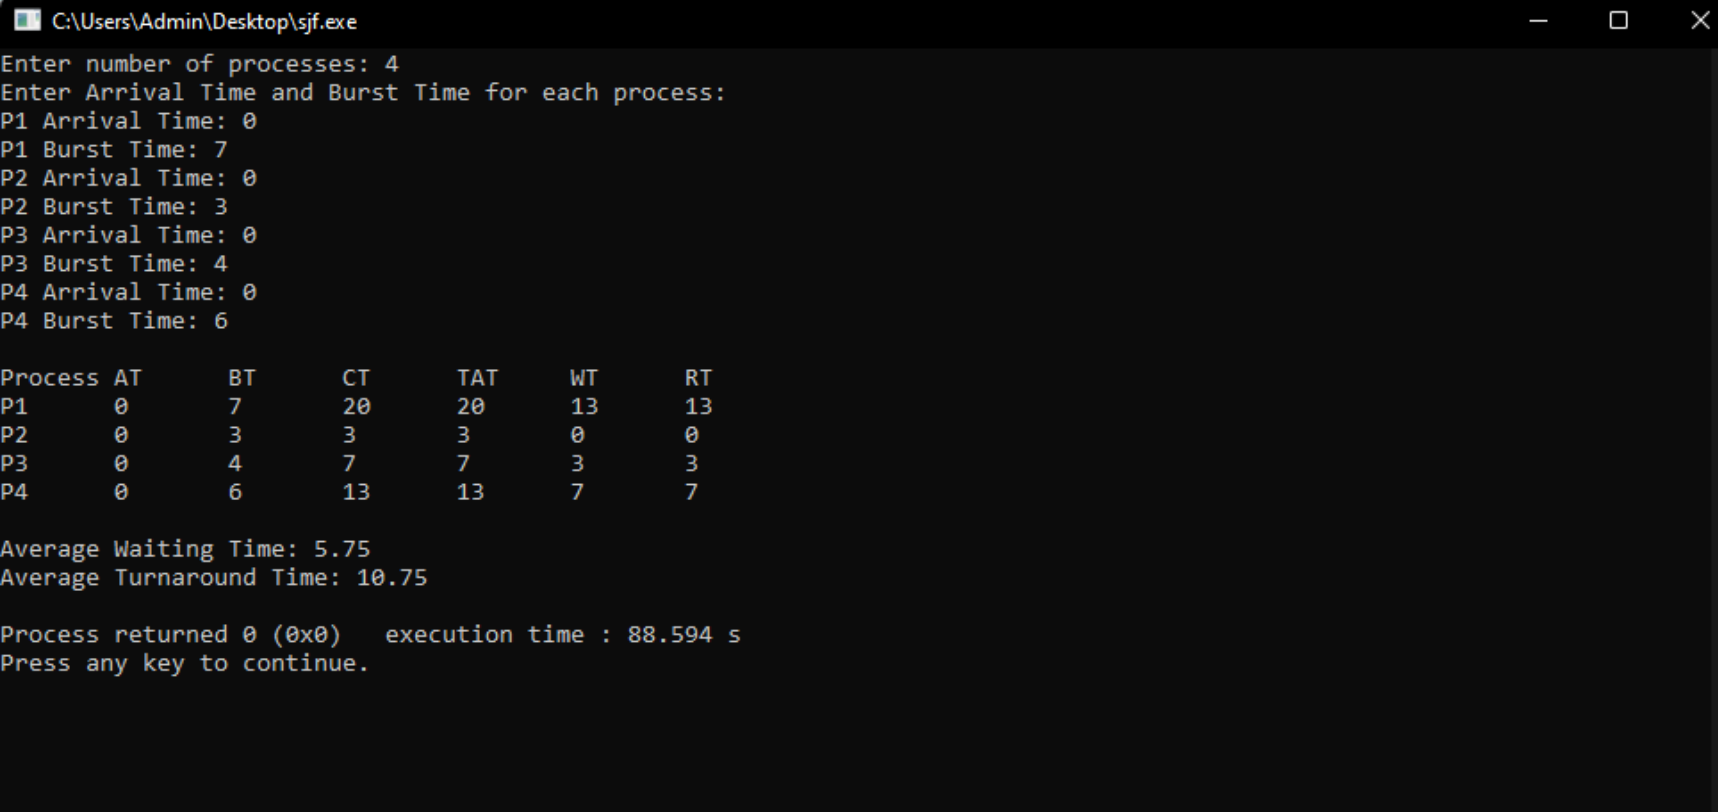 C:\Users\Admin\Desktop\sjf.exe
Enter number of processes: 4
Enter Arrival Time and Burst Time for each process:
P1 Arrival Time: 0
P1 Burst Time: 7
P2 Arrival Time: 0
P2 Burst Time: 3
P3 Arrival Time: 0
P3 Burst Time: 4
P4 Arrival Time: 0
P4 Burst Time: 6
Process AT BT CT TAT WT RT
P1 0 7 20 20 13 13
P2 0 3 3 3 0 0
P3 0 4 7 7 3 3
P4 0 6 13 13 7 7
Average Waiting Time: 5.75
Average Turnaround Time: 10.75
Process returned 0 (0x0) execution time : 88.594 s
Press any key to continue.